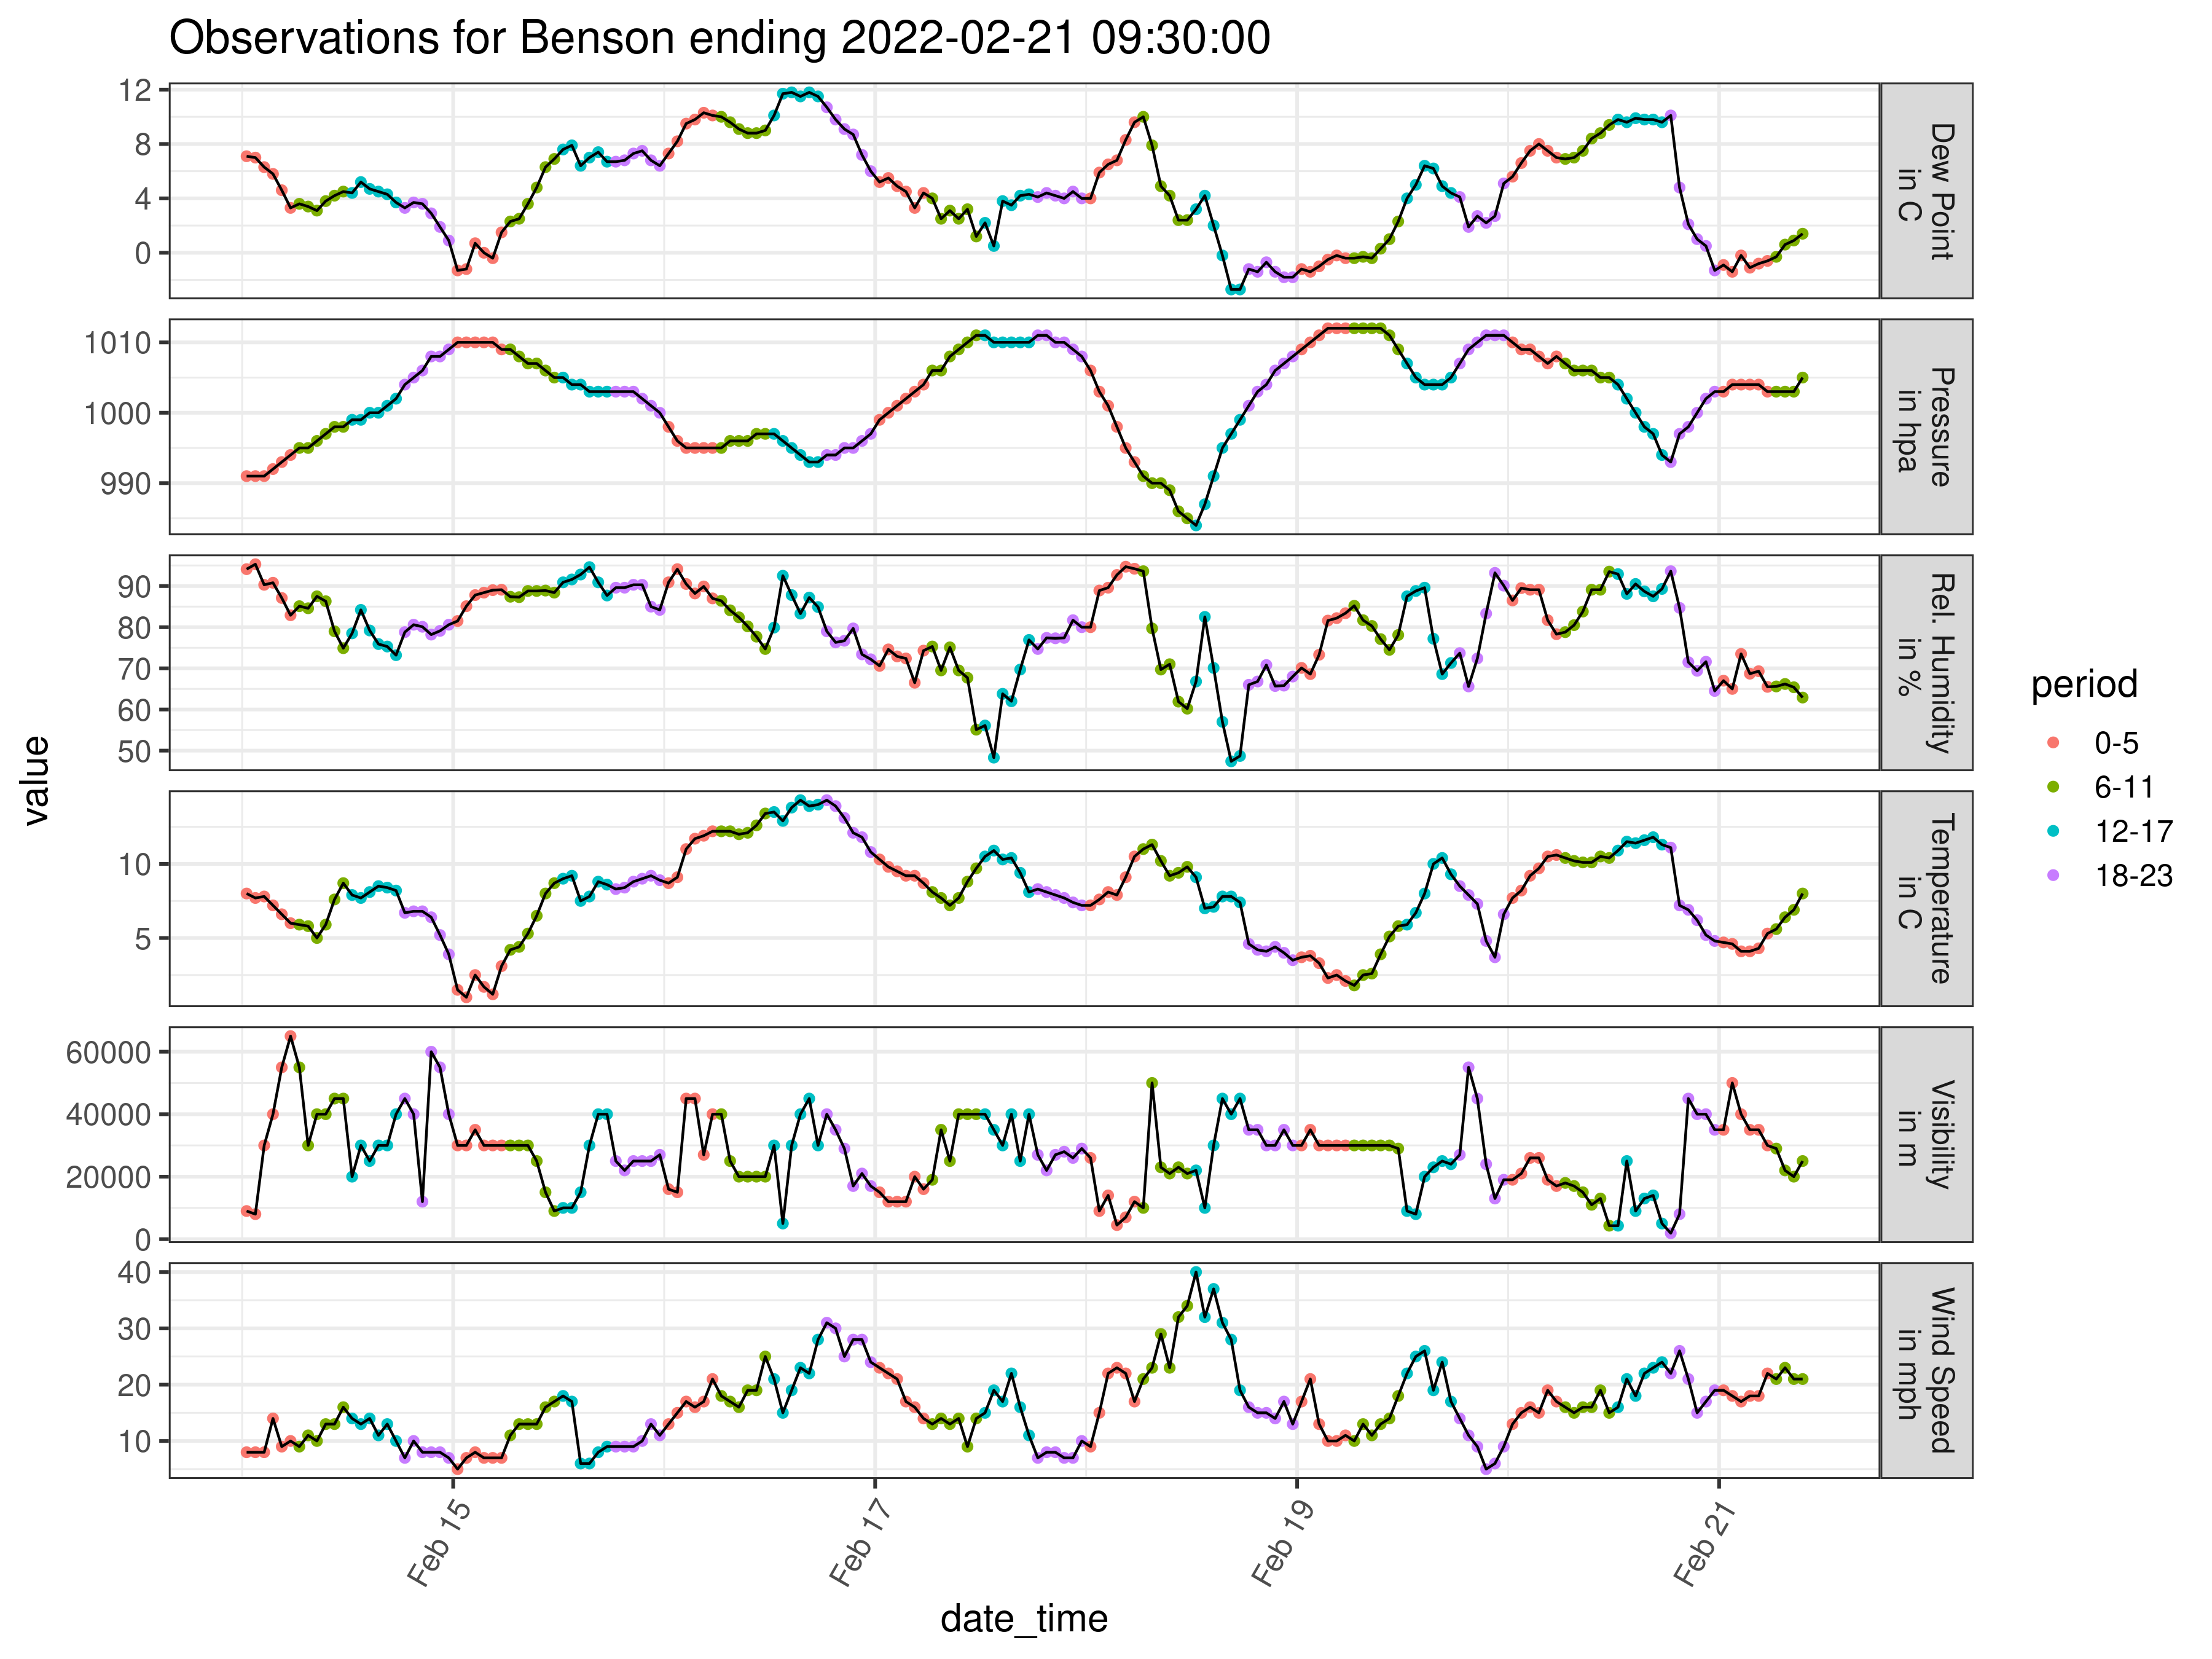 Observations for Benson ending 2022-02-21 09:30:00
12
8
4
0
Dew Point
in C
1010
1000
990
Pressure
in hpa
90
80
70
60
50
Rel. Humidity
in %
10
5
Temperature
in C
60000
40000
20000
0
Visibility
in m
40
30
20
10
Wind Speed
in mph
Feb 15
Feb 17
Feb 19
Feb 21
date_time
value
period
0-5
6-11
12-17
18-23